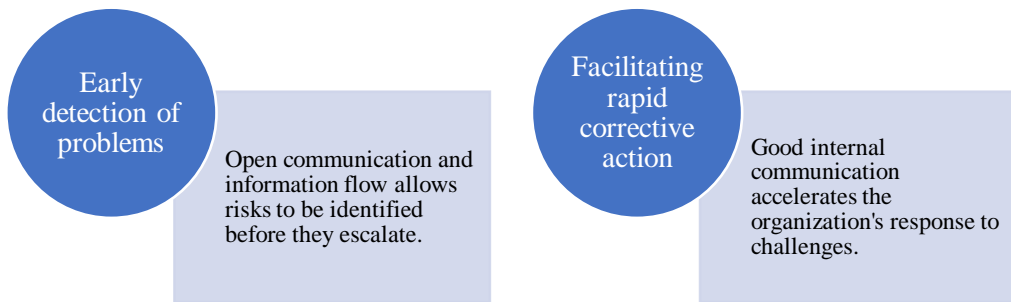 Early
detection of
problems
Open communication and
information flow allows
risks to be identified
before they escalate.
Facilitating
rapid
corrective
action
Good internal
communication
accelerates the
organization's response to
challenges.